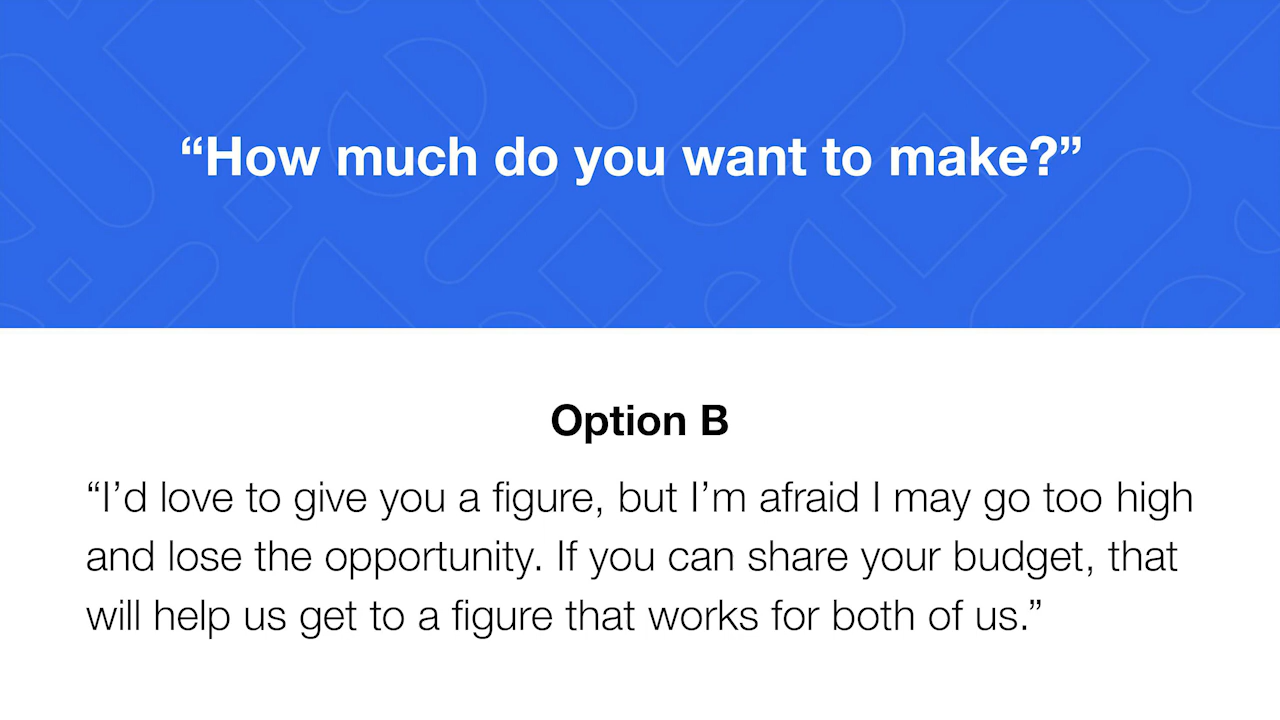 “How much do you want to make?”
Option B
“I’d love to give you a figure, but I’m afraid I may go too high
and lose the opportunity. If you can share your budget, that
will help us get to a figure that works for both of us.”